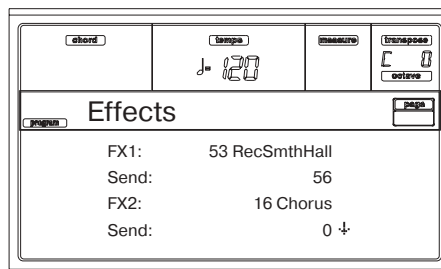 chord
tempo
measure
transpose
♩= 120
C 0
octave
Effects
page
program
FX1: 53 RecSmthHall
Send: 56
FX2: 16 Chorus
Send: 0